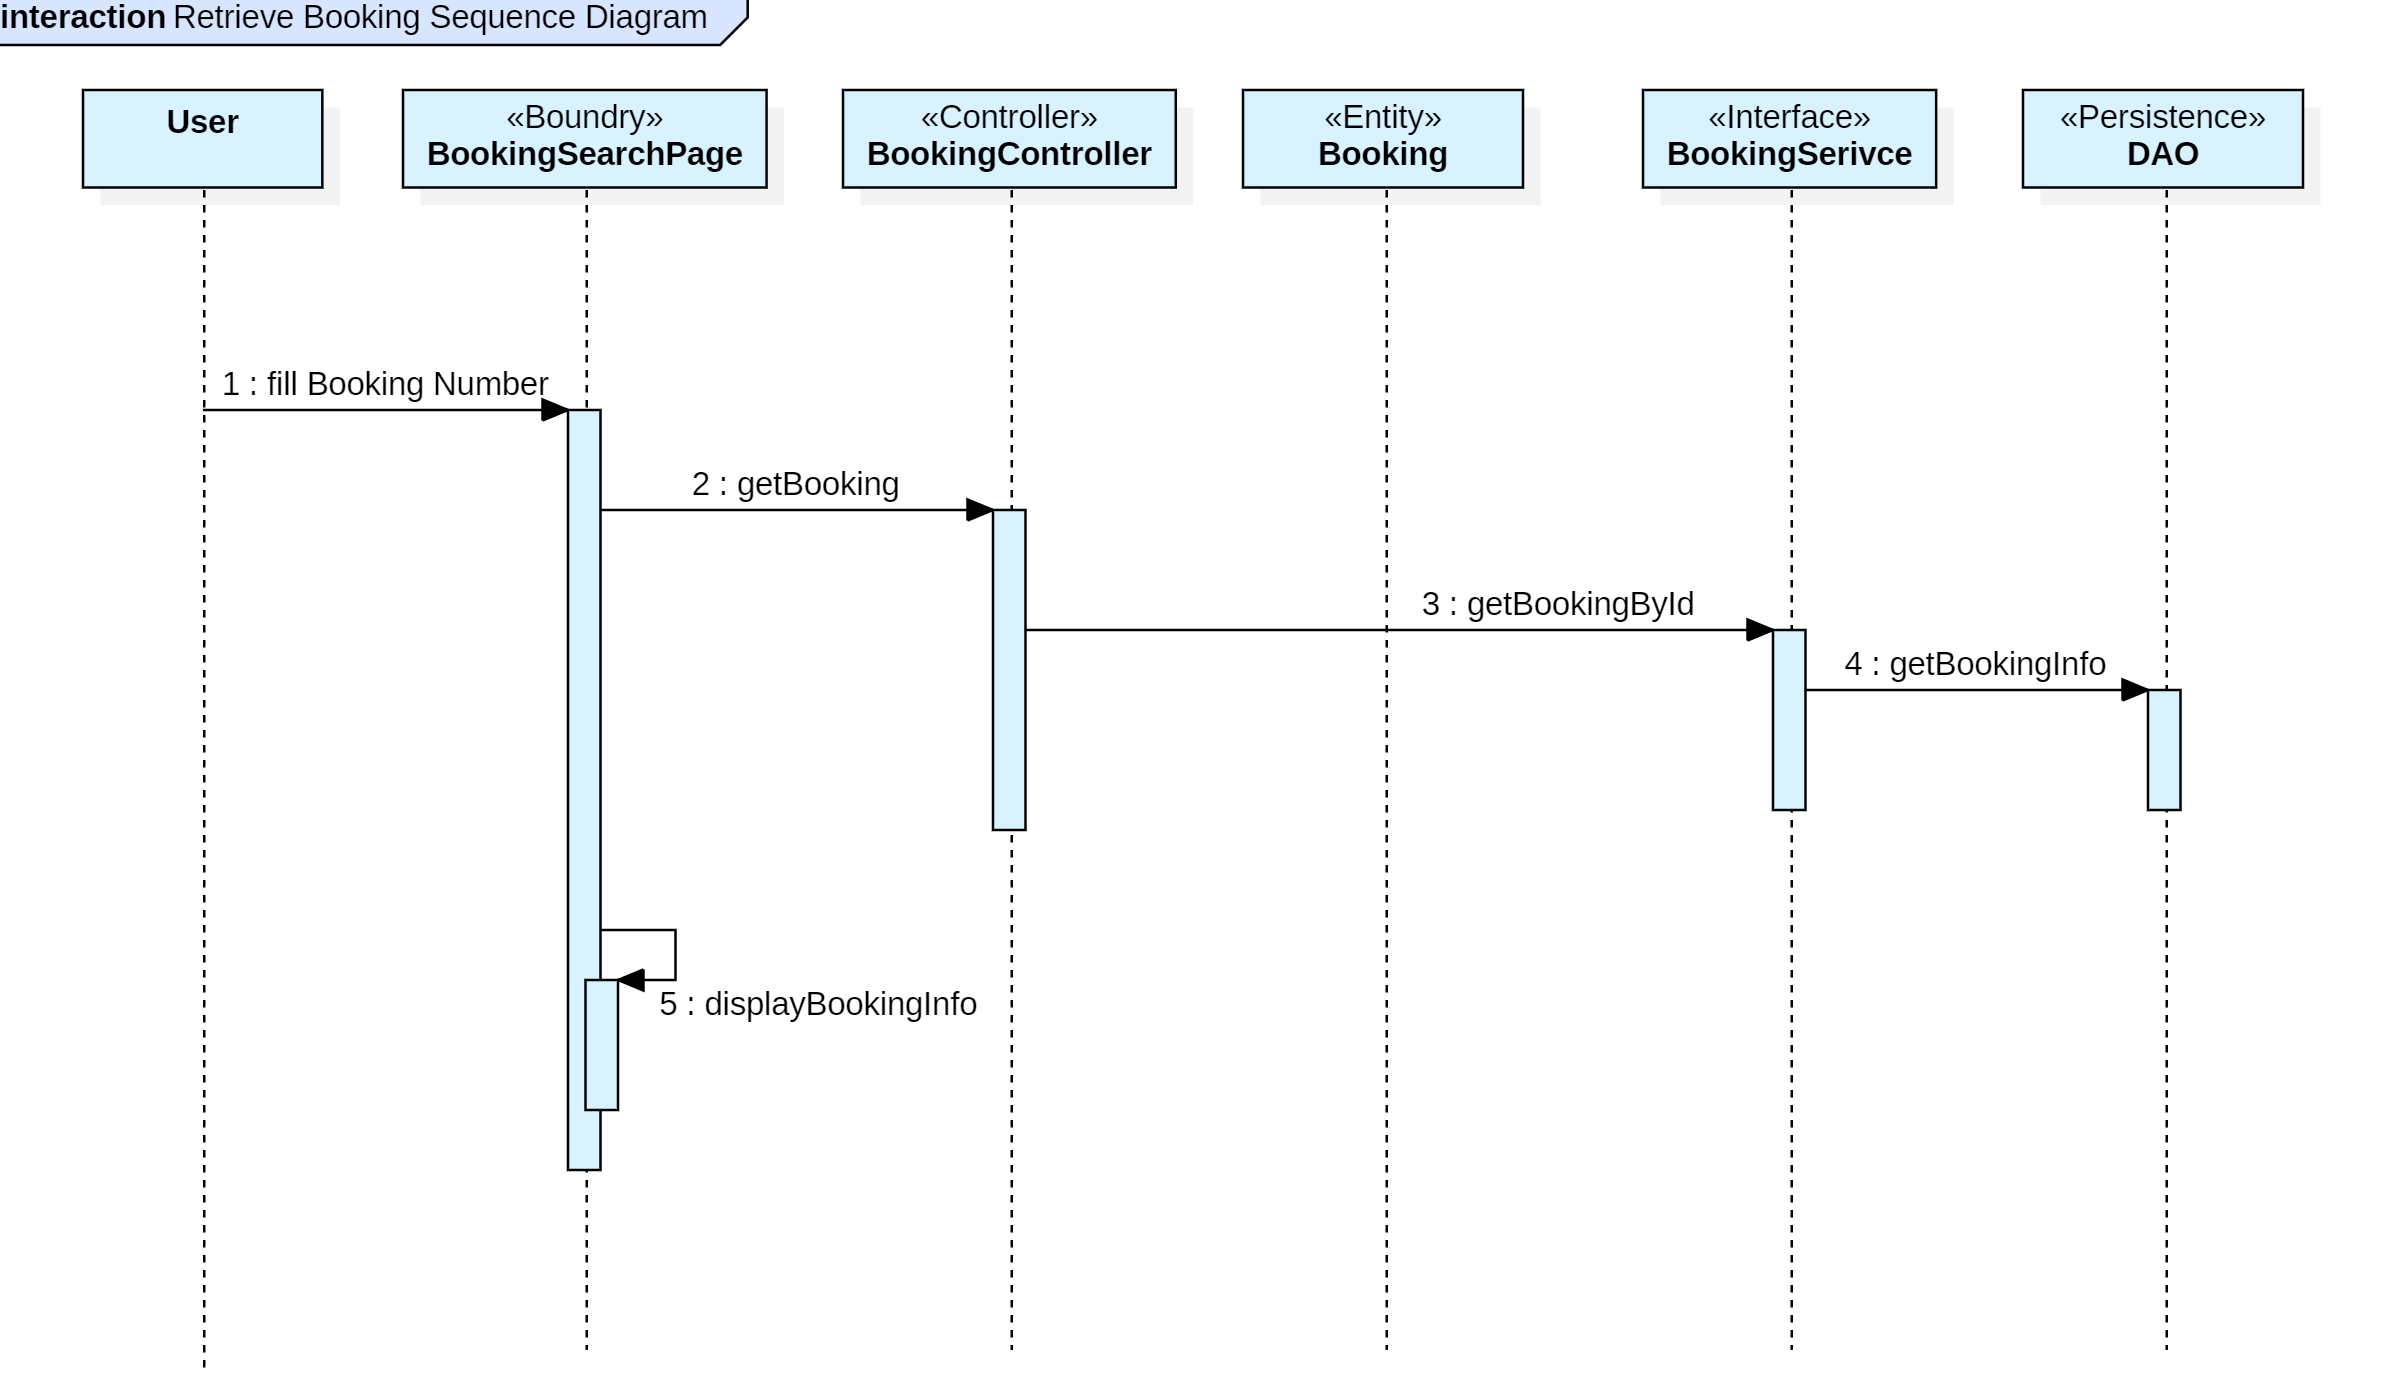 interaction Retrieve Booking Sequence Diagram
User
«Boundry»
BookingSearchPage
«Controller»
BookingController
«Entity»
Booking
«Interface»
BookingSerivce
«Persistence»
DAO
1 : fill Booking Number
2 : getBooking
3 : getBookingById
4 : getBookingInfo
5 : displayBookingInfo